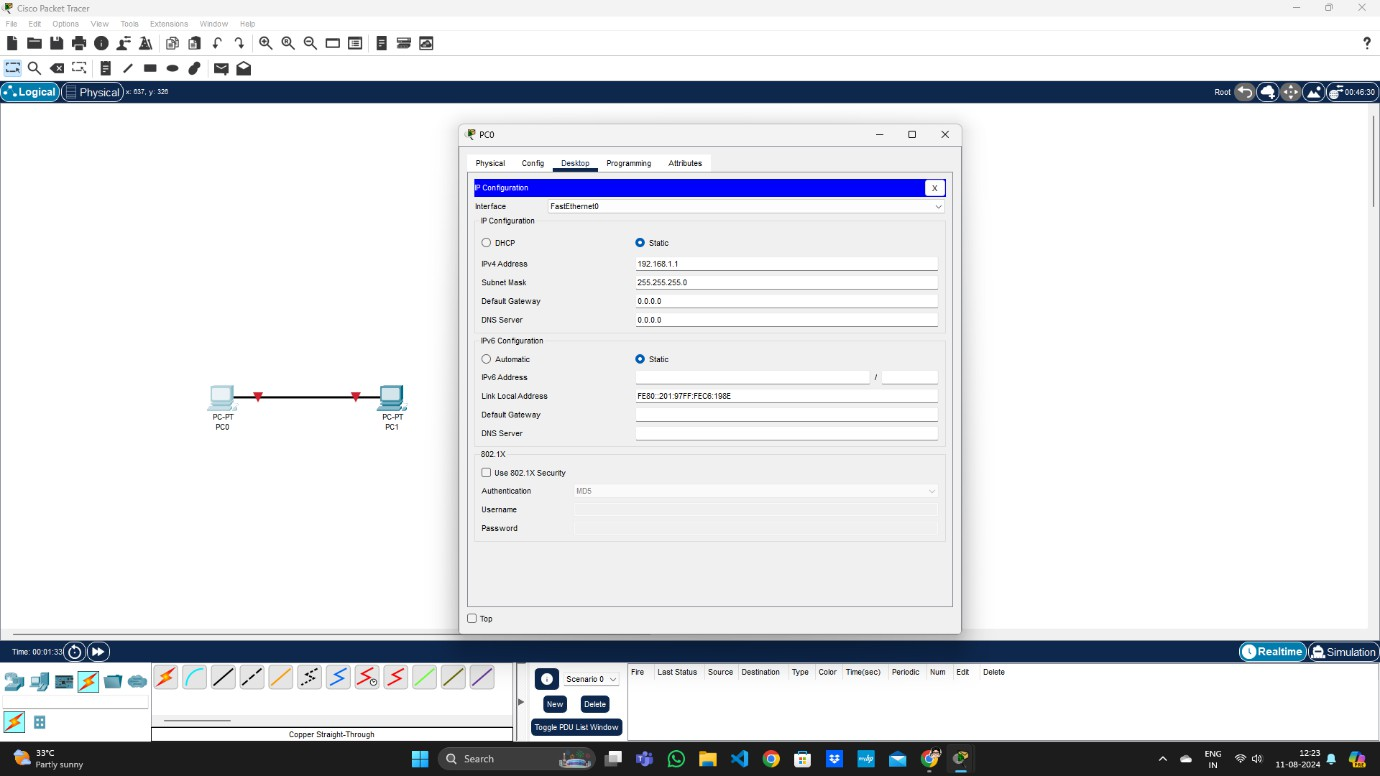 Cisco Packet Tracer
File Edit Options View Tools Extensions Window Help
?
Logical Physical x: 637, y: 326 Root 00:46:30
PC0
Physical Config Desktop Programming Attributes
IP Configuration X
Interface FastEthernet0
IP Configuration
DHCP Static
IPv4 Address 192.168.1.1
Subnet Mask 255.255.255.0
Default Gateway 0.0.0.0
DNS Server 0.0.0.0
IPv6 Configuration
Automatic Static
IPv6 Address /
Link Local Address FE80::201:97FF:FEC6:198E
Default Gateway
DNS Server
802.1X
Use 802.1X Security
Authentication MD5
Username
Password
Top
PC-PT
PC0
PC-PT
PC1
Time: 00:01:33 Realtime Simulation
Scenario 0
New Delete
Toggle PDU List Window
Fire Last Status Source Destination Type Color Time(sec) Periodic Num Edit Delete
Copper Straight-Through
33°C
Partly sunny
Search
ENG
IN
12:23
11-08-2024